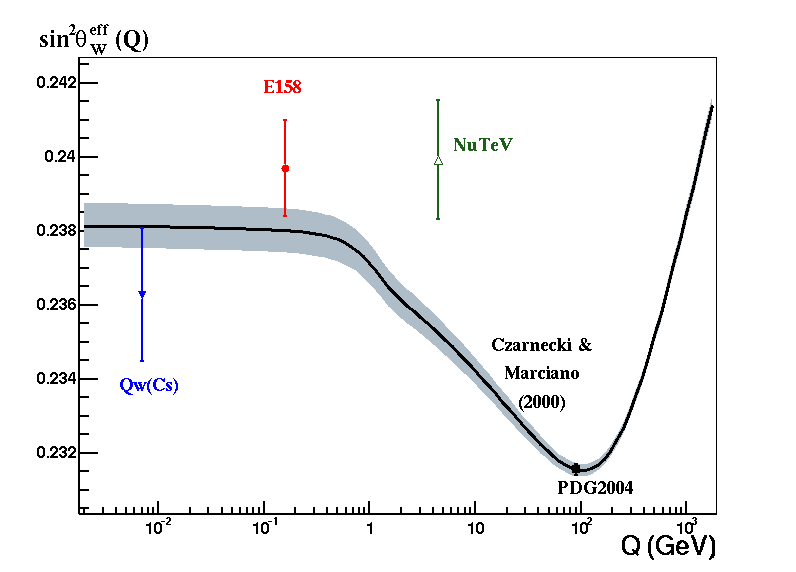 sin²θ_W^eff (Q)
0.242
E158
0.24
NuTeV
0.238
0.236
Czarnecki &
Marciano
(2000)
0.234
Qw(Cs)
0.232
PDG2004
10⁻² 10⁻¹ 1 10 10² 10³
Q (GeV)